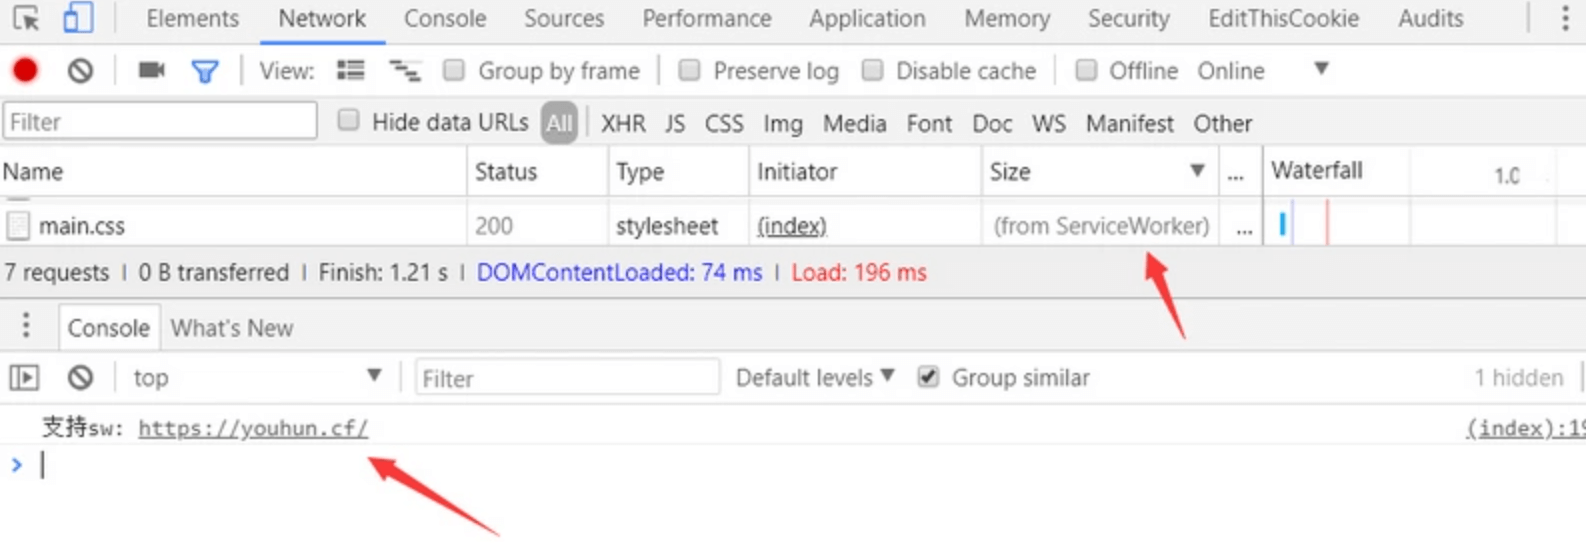 Elements Network Console Sources Performance Application Memory Security EditThisCookie Audits
View: Group by frame Preserve log Disable cache Offline Online
Filter Hide data URLs All XHR JS CSS Img Media Font Doc WS Manifest Other
Name Status Type Initiator Size ... Waterfall
main.css 200 stylesheet (index) (from ServiceWorker) ...
7 requests | 0 B transferred | Finish: 1.21 s | DOMContentLoaded: 74 ms | Load: 196 ms
Console What's New
top Filter Default levels Group similar 1 hidden
支持sw: https://youhun.cf/ (index):19
>